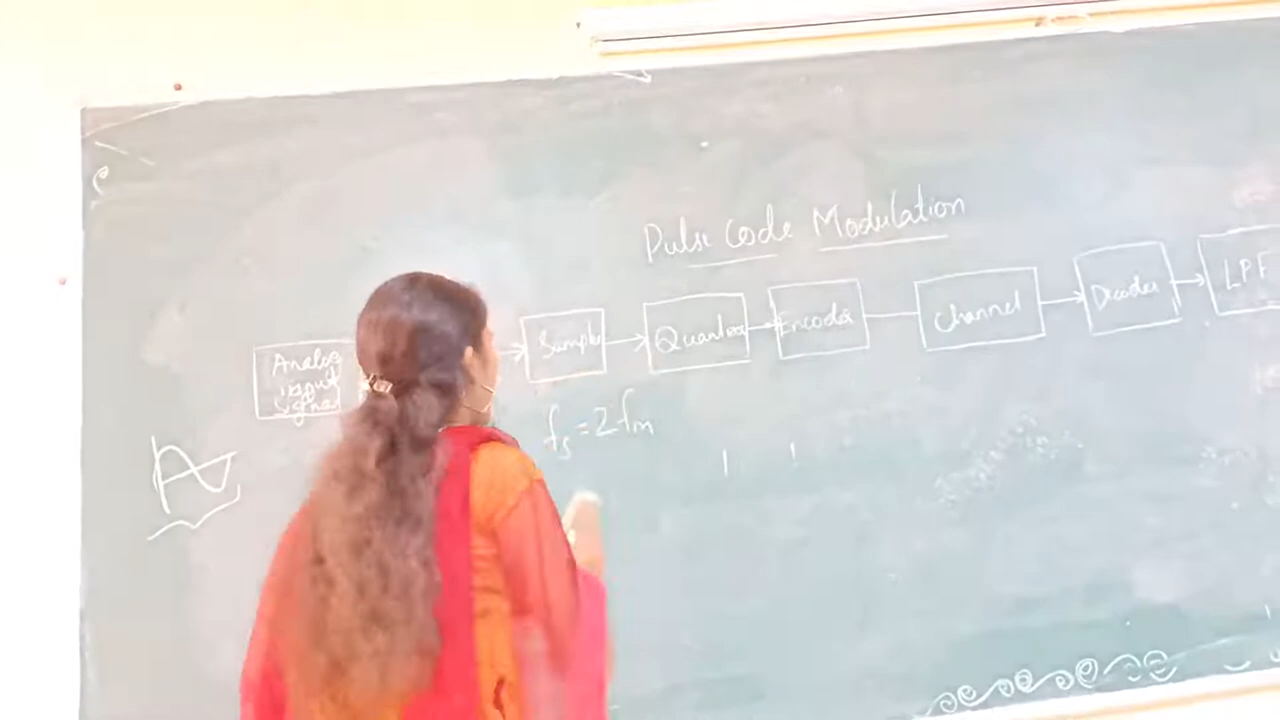 Pulse Code Modulation
Analog
input
signal
Sampler
Quantizer
Encoder
Channel
Decoder
LPF
fs = 2fm